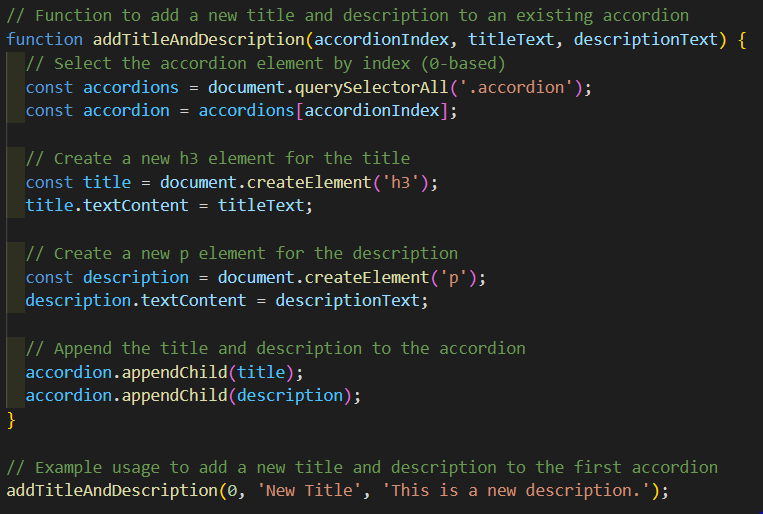 // Function to add a new title and description to an existing accordion
function addTitleAndDescription(accordionIndex, titleText, descriptionText) {
  // Select the accordion element by index (0-based)
  const accordions = document.querySelectorAll('.accordion');
  const accordion = accordions[accordionIndex];

  // Create a new h3 element for the title
  const title = document.createElement('h3');
  title.textContent = titleText;

  // Create a new p element for the description
  const description = document.createElement('p');
  description.textContent = descriptionText;

  // Append the title and description to the accordion
  accordion.appendChild(title);
  accordion.appendChild(description);
}

// Example usage to add a new title and description to the first accordion
addTitleAndDescription(0, 'New Title', 'This is a new description.');